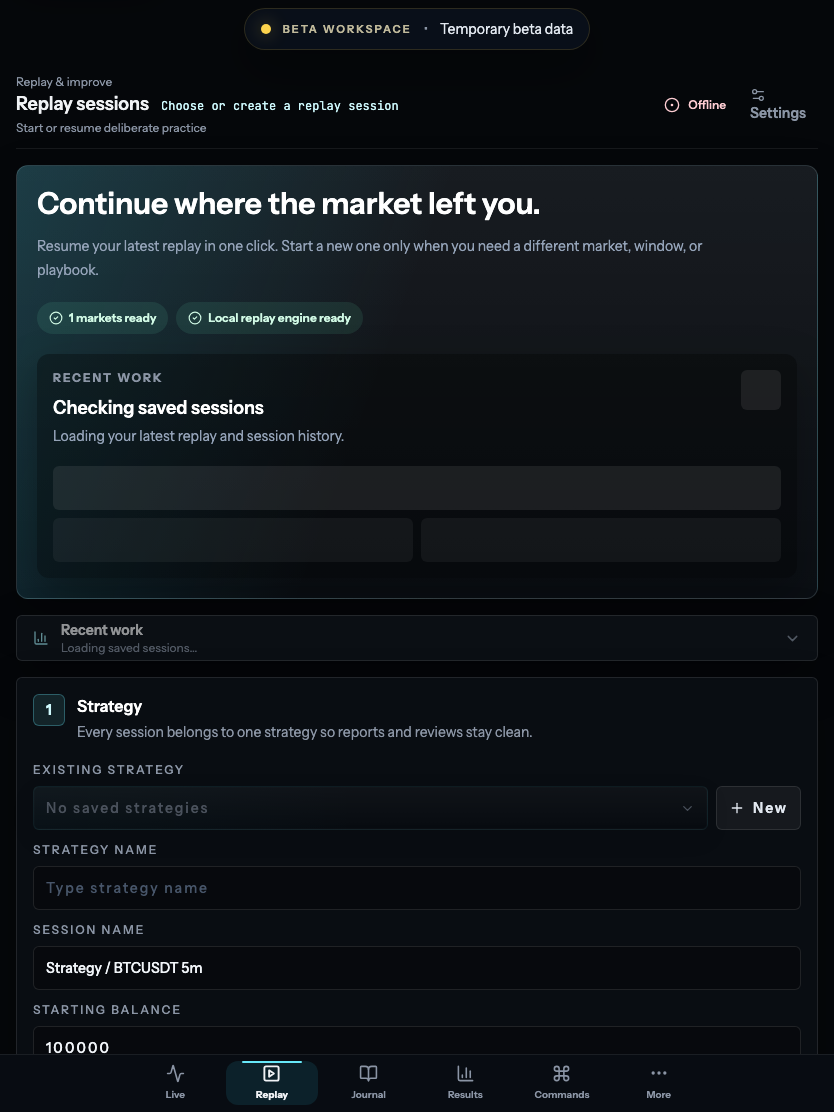 BETA WORKSPACE · Temporary beta data
Replay & improve
Replay sessions Choose or create a replay session
Start or resume deliberate practice
Offline
Settings
Continue where the market left you.
Resume your latest replay in one click. Start a new one only when you need a different market, window, or
playbook.
1 markets ready
Local replay engine ready
RECENT WORK
Checking saved sessions
Loading your latest replay and session history.
Recent work
Loading saved sessions…
1
Strategy
Every session belongs to one strategy so reports and reviews stay clean.
EXISTING STRATEGY
No saved strategies
New
STRATEGY NAME
Type strategy name
SESSION NAME
Strategy / BTCUSDT 5m
STARTING BALANCE
100000
Live
Replay
Journal
Results
Commands
More